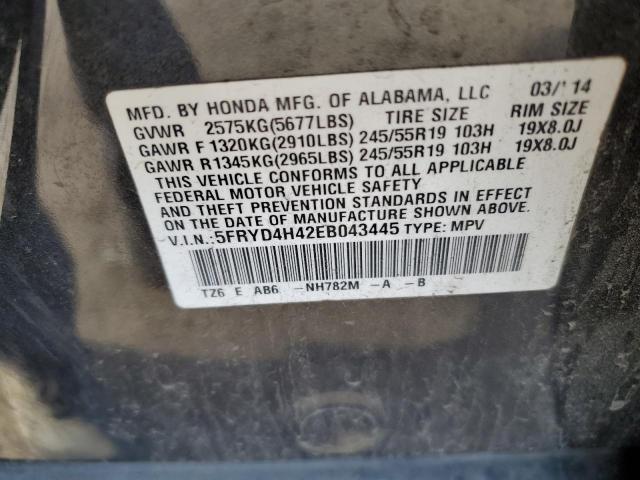 MFD. BY HONDA MFG. OF ALABAMA, LLC 03/'14
GVWR 2575KG(5677LBS) TIRE SIZE RIM SIZE
GAWR F 1320KG(2910LBS) 245/55R19 103H 19X8.0J
GAWR R1345KG(2965LBS) 245/55R19 103H 19X8.0J
THIS VEHICLE CONFORMS TO ALL APPLICABLE
FEDERAL MOTOR VEHICLE SAFETY
AND THEFT PREVENTION STANDARDS IN EFFECT
ON THE DATE OF MANUFACTURE SHOWN ABOVE.
V.I.N.:5FRYD4H42EB043445 TYPE: MPV
TZ6 E AB6 -NH782M -A -B